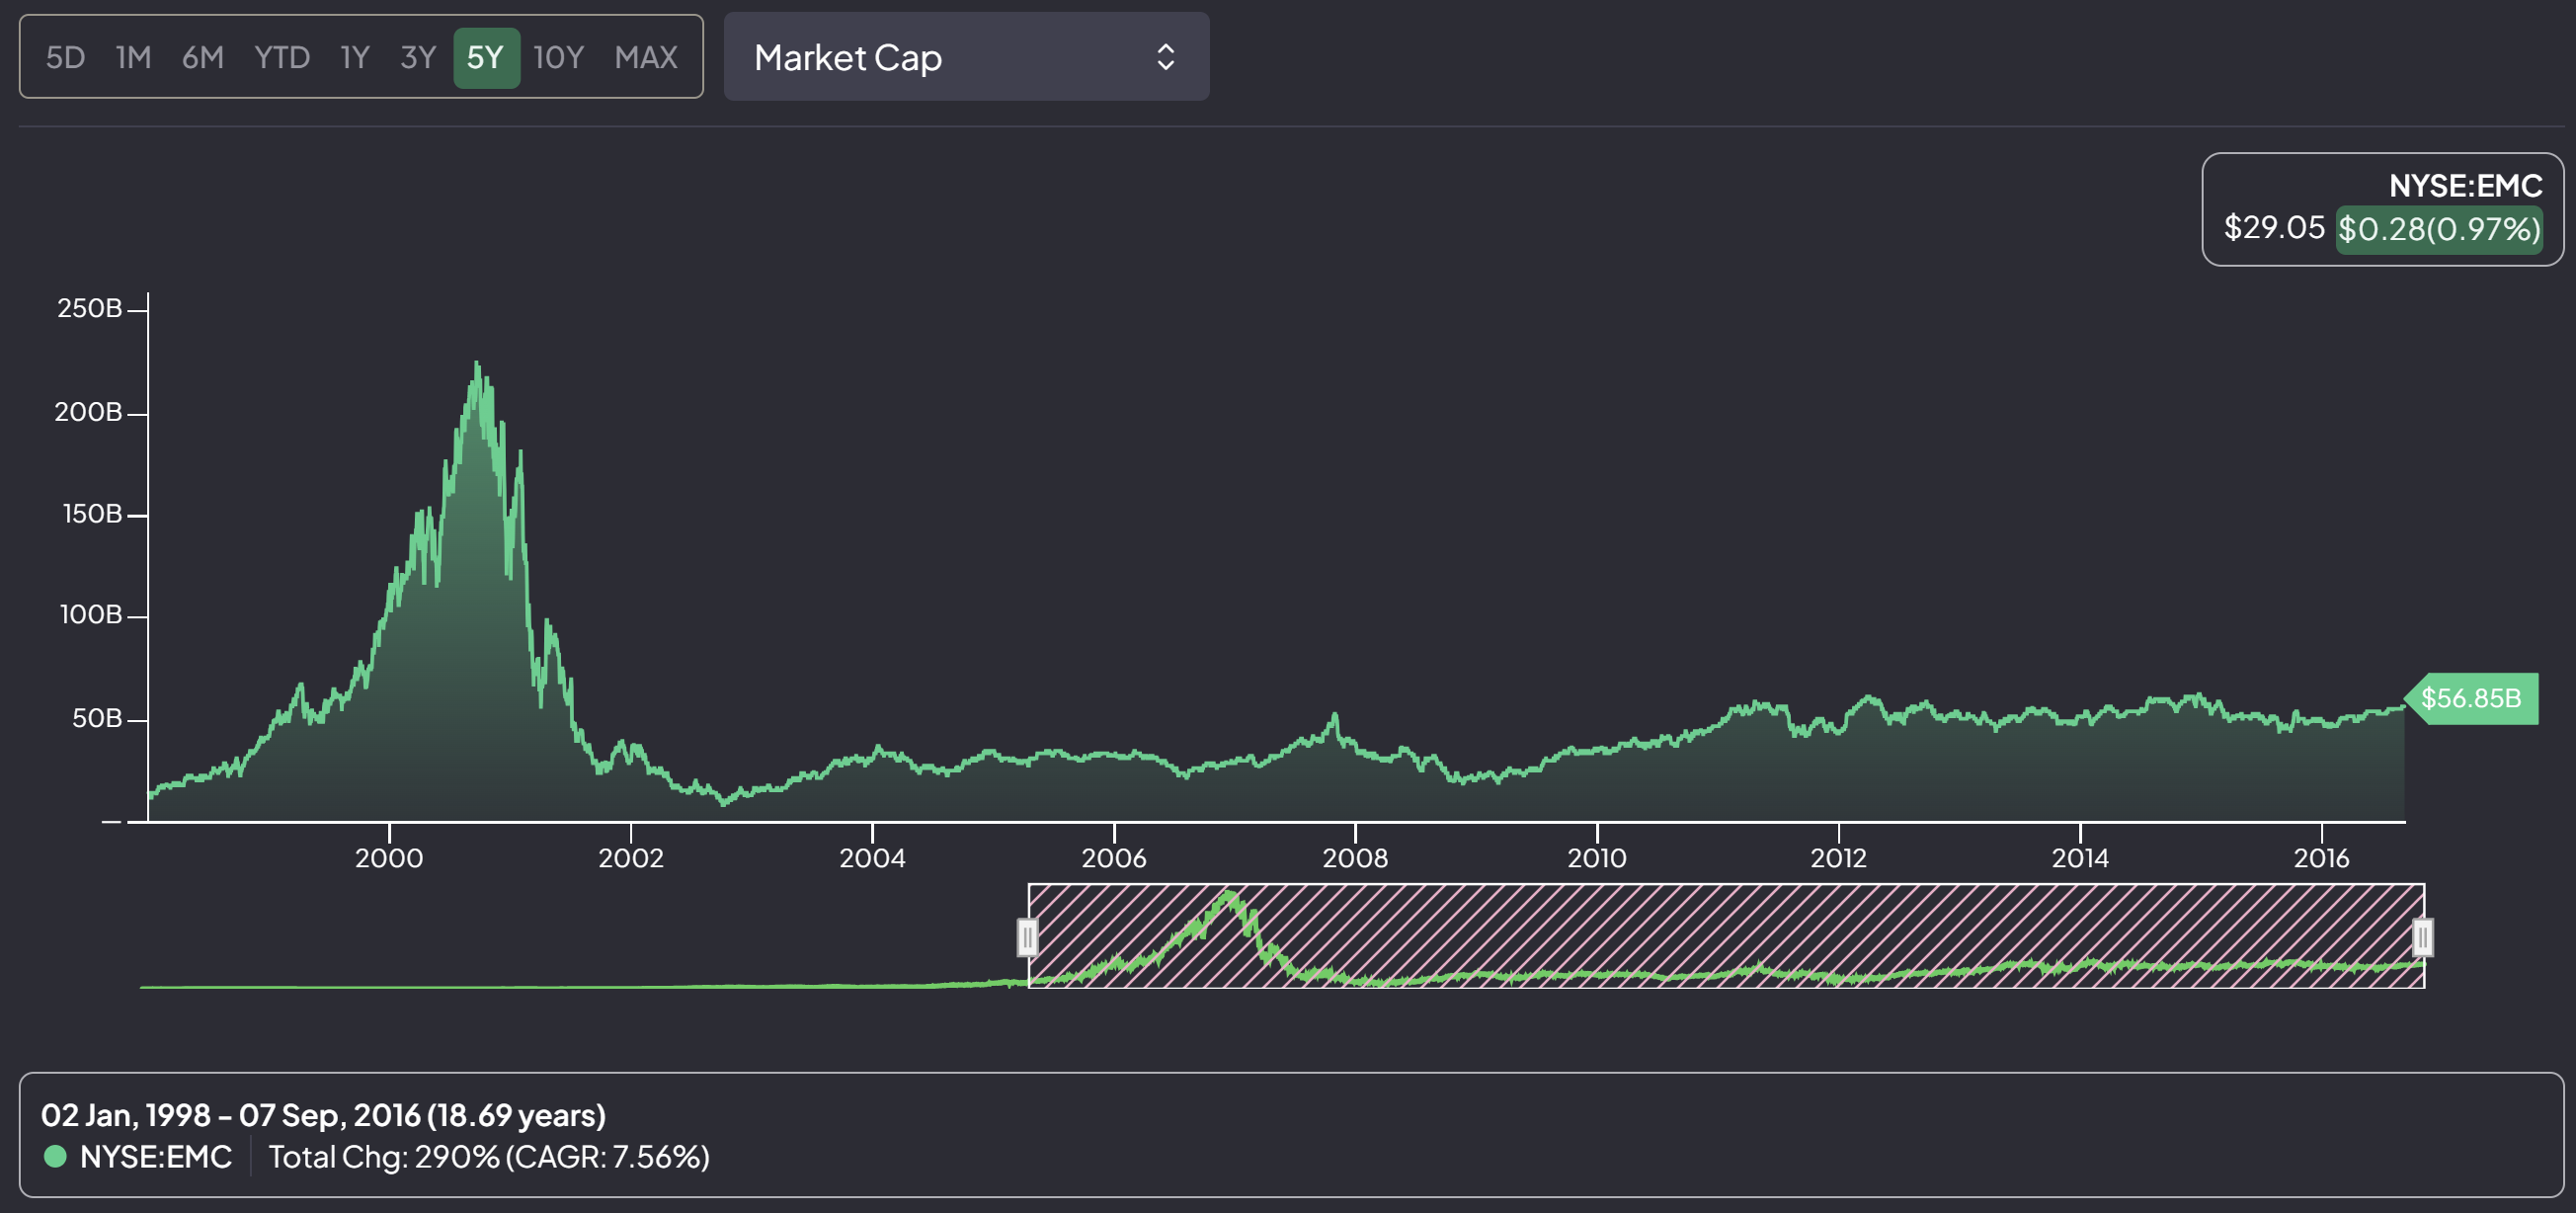 5D 1M 6M YTD 1Y 3Y 5Y 10Y MAX Market Cap
NYSE:EMC
$29.05 $0.28(0.97%)
250B
200B
150B
100B
50B
$56.85B
—
2000 2002 2004 2006 2008 2010 2012 2014 2016
02 Jan, 1998 - 07 Sep, 2016 (18.69 years)
NYSE:EMC Total Chg: 290% (CAGR: 7.56%)